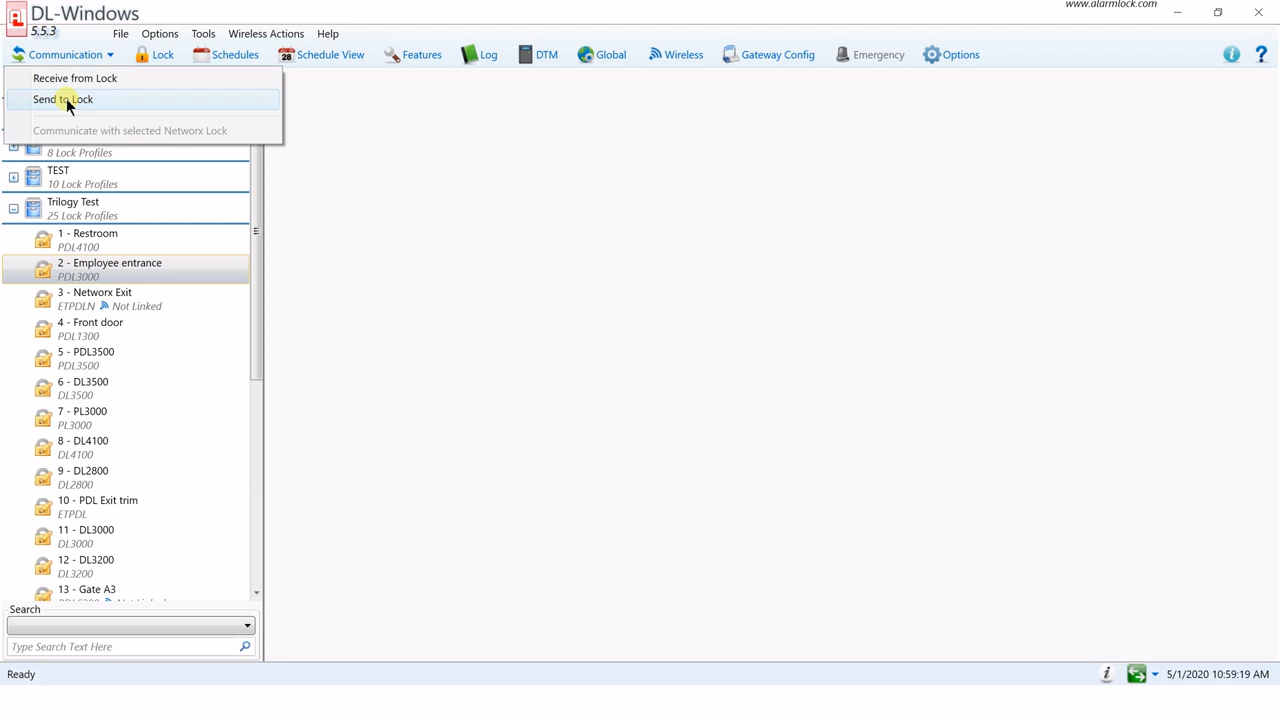 DL-Windows
www.alarmlock.com
5.5.3
File Options Tools Wireless Actions Help
Communication Lock Schedules 28 Schedule View Features Log DTM Global Wireless Gateway Config Emergency Options
Receive from Lock
Send to Lock
Communicate with selected Networx Lock
8 Lock Profiles
TEST
10 Lock Profiles
Trilogy Test
25 Lock Profiles
1 - Restroom
PDL4100
2 - Employee entrance
PDL3000
3 - Networx Exit
ETPDLN Not Linked
4 - Front door
PDL1300
5 - PDL3500
PDL3500
6 - DL3500
DL3500
7 - PL3000
PL3000
8 - DL4100
DL4100
9 - DL2800
DL2800
10 - PDL Exit trim
ETPDL
11 - DL3000
DL3000
12 - DL3200
DL3200
13 - Gate A3
Search
Type Search Text Here
Ready
5/1/2020 10:59:19 AM